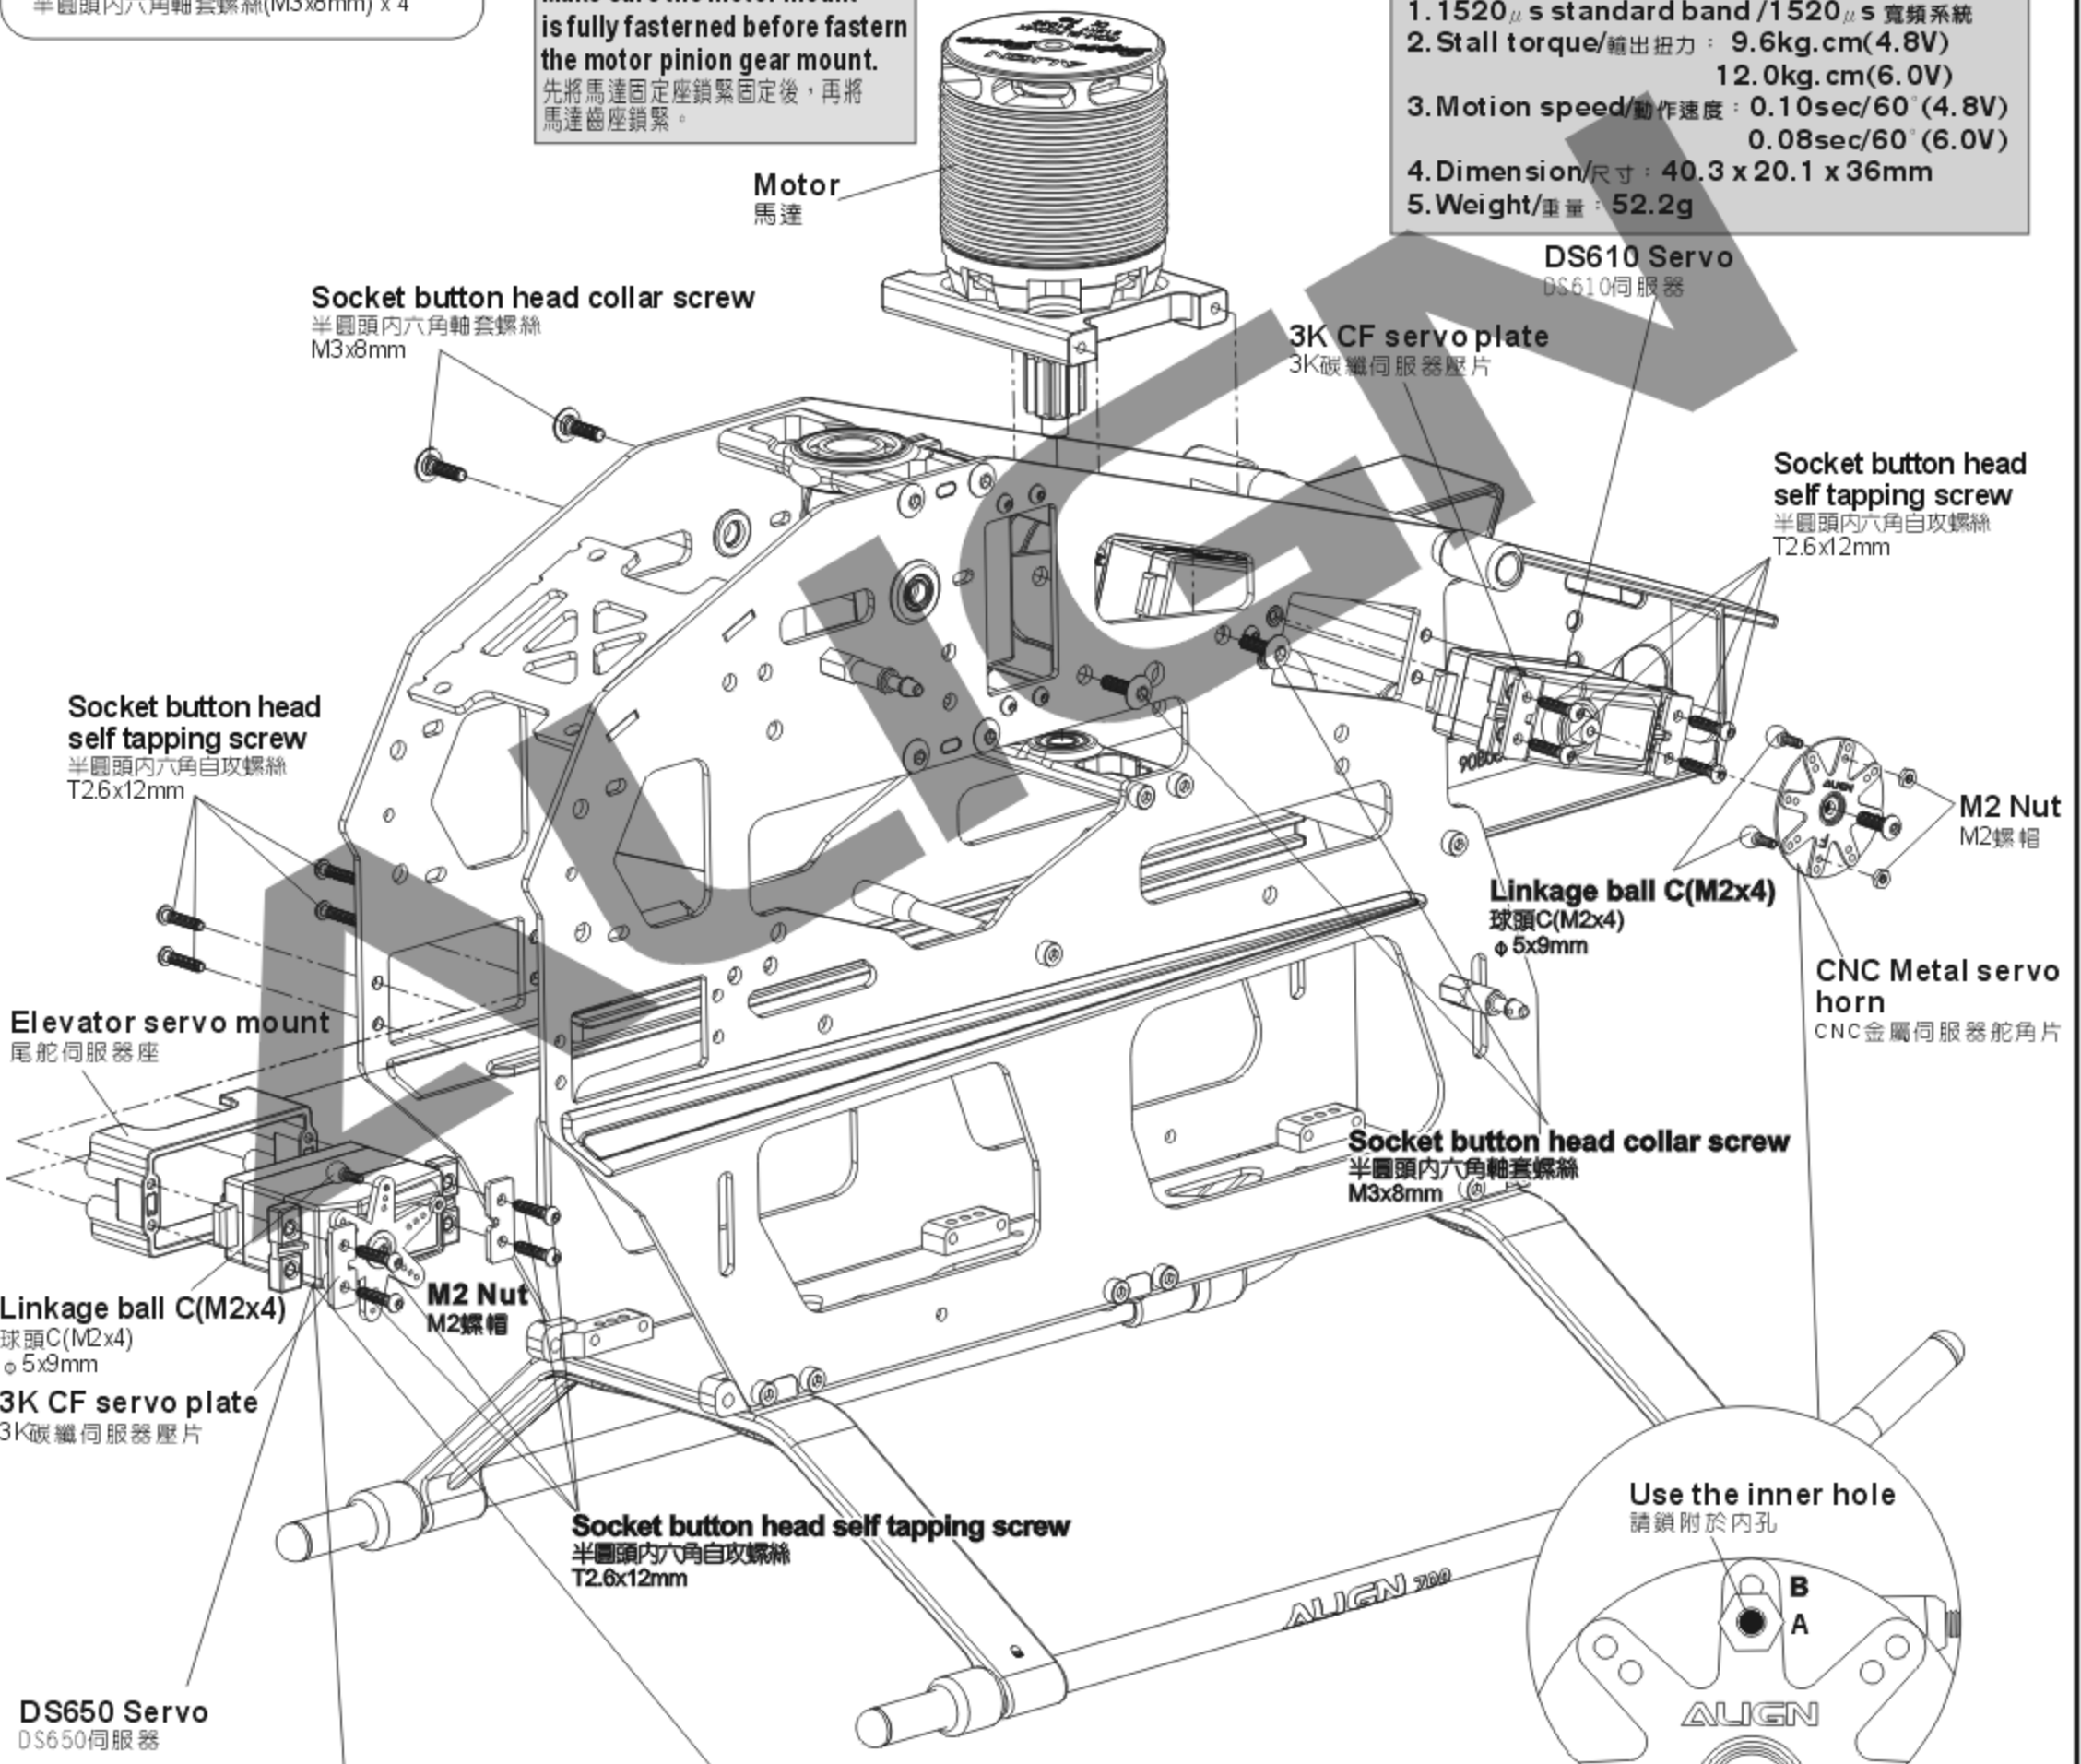 半圓頭內六角軸套螺絲(M3x8mm) x 4
is fully fasterned before fastern
the motor pinion gear mount.
先將馬達固定座鎖緊固定後，再將
馬達齒座鎖緊。
1.1520μs standard band /1520μs 寬頻系統
2.Stall torque/輸出扭力：9.6kg.cm(4.8V)
12.0kg.cm(6.0V)
3.Motion speed/動作速度：0.10sec/60°(4.8V)
0.08sec/60°(6.0V)
4.Dimension/尺寸：40.3 x 20.1 x 36mm
5.Weight/重量：52.2g
ALIGN
Motor
馬達
DS610 Servo
DS610伺服器
Socket button head collar screw
半圓頭內六角軸套螺絲
M3x8mm
3K CF servo plate
3K碳纖伺服器壓片
Socket button head
self tapping screw
半圓頭內六角自攻螺絲
T2.6x12mm
Socket button head
self tapping screw
半圓頭內六角自攻螺絲
T2.6x12mm
ALIGN
M2 Nut
M2螺帽
Linkage ball C(M2x4)
球頭C(M2x4)
φ 5x9mm
CNC Metal servo
horn
CNC金屬伺服器舵角片
Elevator servo mount
尾舵伺服器座
Socket button head collar screw
半圓頭內六角軸套螺絲
M3x8mm
M2 Nut
M2螺帽
Linkage ball C(M2x4)
球頭C(M2x4)
φ 5x9mm
3K CF servo plate
3K碳纖伺服器壓片
Socket button head self tapping screw
半圓頭內六角自攻螺絲
T2.6x12mm
Use the inner hole
請鎖附於內孔
B
A
ALIGN 700
ALIGN
DS650 Servo
DS650伺服器
ALIGN